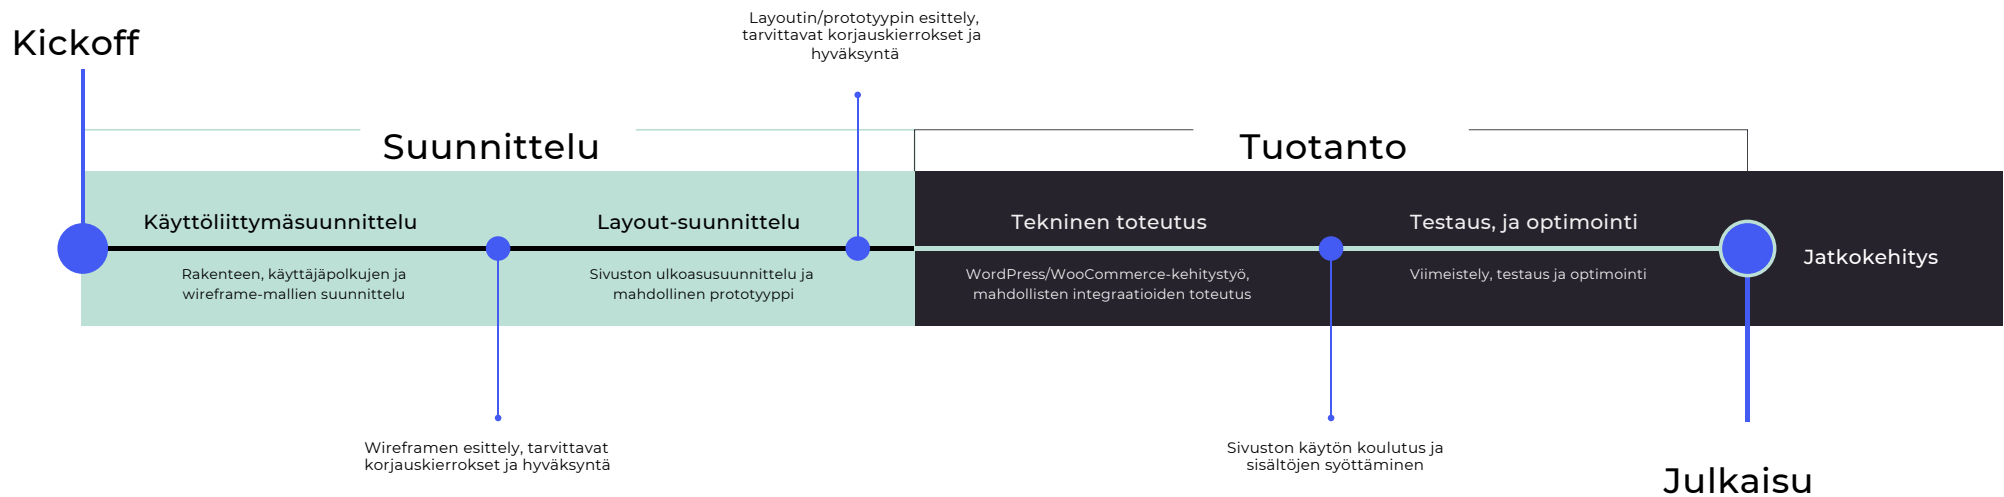 Kickoff
Layoutin/prototyypin esittely,
tarvittavat korjauskierrokset ja
hyväksyntä
Suunnittelu
Tuotanto
Käyttöliittymäsuunnittelu
Rakenteen, käyttäjäpolkujen ja
wireframe-mallien suunnittelu
Layout-suunnittelu
Sivuston ulkoasusuunnittelu ja
mahdollinen prototyyppi
Tekninen toteutus
WordPress/WooCommerce-kehitystyö,
mahdollisten integraatioiden toteutus
Testaus, ja optimointi
Viimeistely, testaus ja optimointi
Jatkokehitys
Wireframen esittely, tarvittavat
korjauskierrokset ja hyväksyntä
Sivuston käytön koulutus ja
sisältöjen syöttäminen
Julkaisu